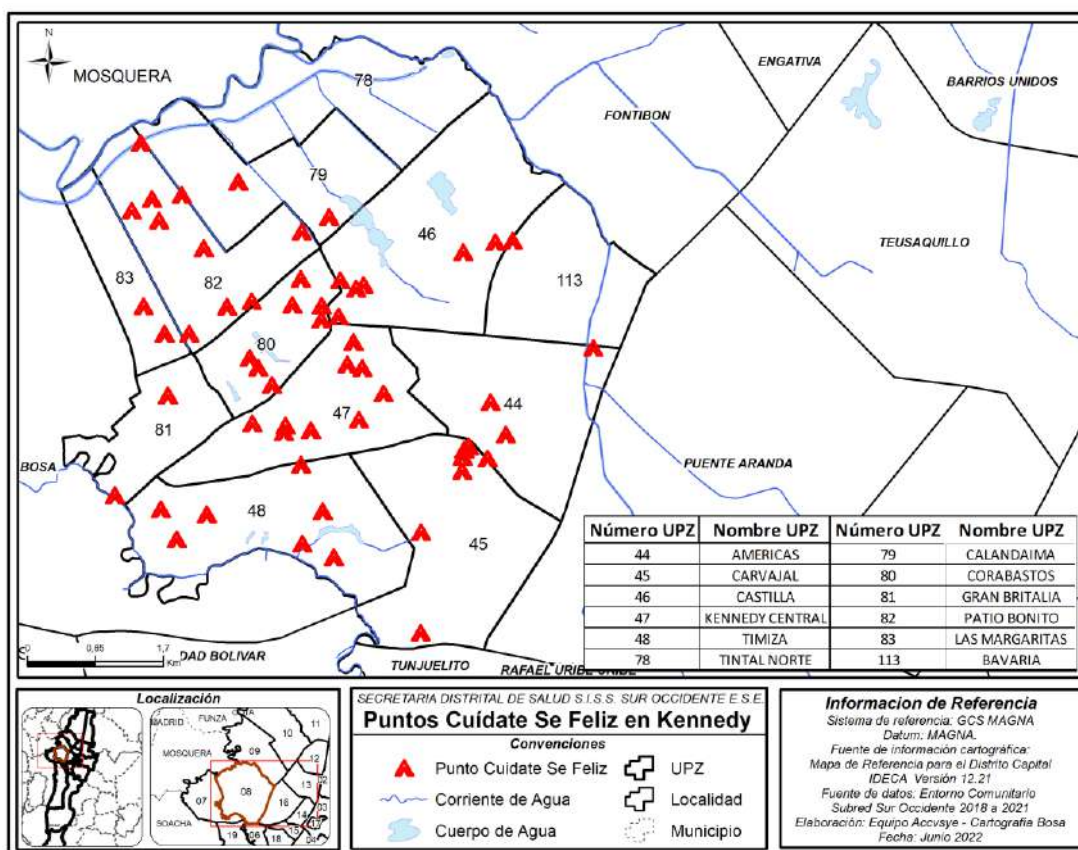 N
MOSQUERA
78
ENGATIVA
BARRIOS UNIDOS
FONTIBON
79
46
TEUSAQUILLO
83
82
113
80
44
47
81
BOSA
PUENTE ARANDA
48
45
Número UPZ Nombre UPZ Número UPZ Nombre UPZ
44 AMERICAS 79 CALANDAIMA
45 CARVAJAL 80 CORABASTOS
46 CASTILLA 81 GRAN BRITALIA
47 KENNEDY CENTRAL 82 PATIO BONITO
48 TIMIZA 83 LAS MARGARITAS
78 TINTAL NORTE 113 BAVARIA
0,85 1,7
Km
DAD BOLIVAR
TUNJUELITO
RAFAEL URIBE URIBE
Localización
MADRID
FUNZA
COTA
MOSQUERA
SOACHA
11
10
09
12
13
07
08
16
14
03
15
17
19
06
18
SECRETARIA DISTRITAL DE SALUD S.I.S.S. SUR OCCIDENTE E.S.E
Puntos Cuídate Se Feliz en Kennedy
Convenciones
Punto Cuidate Se Feliz
UPZ
Corriente de Agua
Localidad
Cuerpo de Agua
Municipio
Informacion de Referencia
Sistema de referencia: GCS MAGNA
Datum: MAGNA.
Fuente de información cartográfica:
Mapa de Referencia para el Distrito Capital
IDECA Versión 12.21
Fuente de datos: Entorno Comunitario
Subred Sur Occidente 2018 a 2021
Elaboración: Equipo Accvsye - Cartografía Bosa
Fecha: Junio 2022